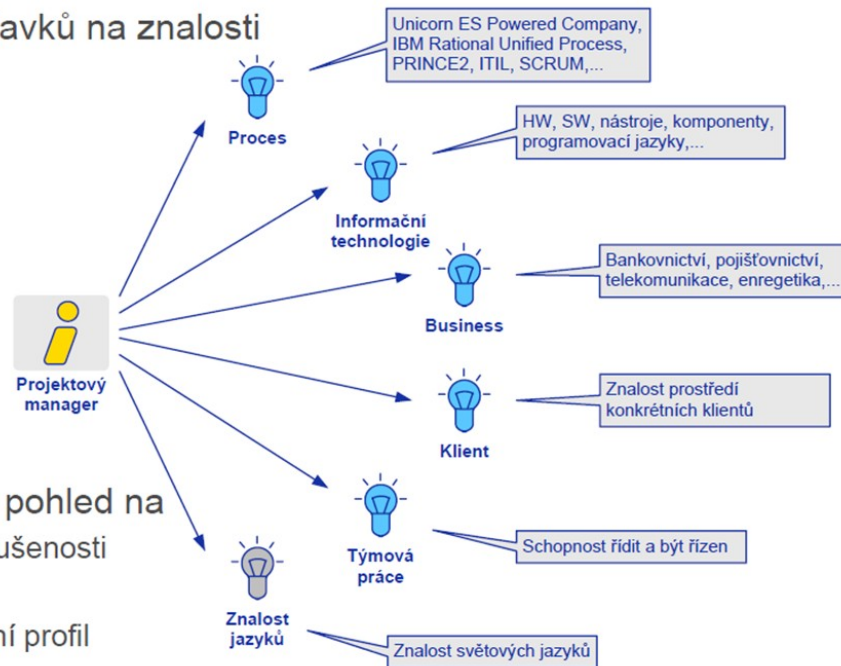 avků na znalosti
Unicorn ES Powered Company,
IBM Rational Unified Process,
PRINCE2, ITIL, SCRUM,...
Proces
HW, SW, nástroje, komponenty,
programovací jazyky,...
Informační
technologie
Bankovnictví, pojišťovnictví,
telekomunikace, enregetika,...
Business
Projektový
manager
Znalost prostředí
konkrétních klientů
Klient
pohled na
ušenosti
Týmová
práce
Schopnost řídit a být řízen
ní profil
Znalost
jazyků
Znalost světových jazyků